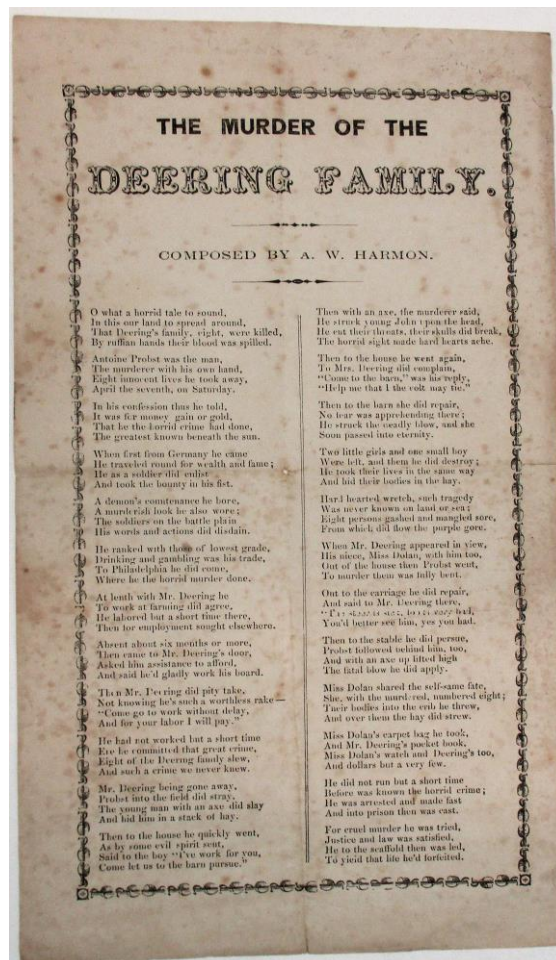 THE MURDER OF THE
DEERING FAMILY.
COMPOSED BY A. W. HARMON.
O what a horrid tale to sound,
In this our land to spread around,
That Deering's family, eight, were killed,
By ruffian hands their blood was spilled.
Antoine Probst was the man,
The murderer with his own hand,
Eight innocent lives he took away,
April the seventh, on Saturday.
In his confession thus he told,
It was for money gain or gold,
That he the horrid crime had done,
The greatest known beneath the sun.
When first from Germany he came
He traveled round for wealth and fame;
He as a soldier did enlist
And took the bounty in his fist.
A demon's countenance he bore,
A murderish look he also wore;
The soldiers on the battle plain
His words and actions did disdain.
He ranked with those of lowest grade,
Drinking and gambling was his trade,
To Philadelphia he did come,
Where he the horrid murder done.
At lenth with Mr. Deering he
To work at farming did agree,
He labored but a short time there,
Then for employment sought elsewhere.
Absent about six months or more,
Then came to Mr. Deering's door,
Asked him assistance to afford,
And said he'd gladly work his board.
Then Mr. Deering did pity take,
Not knowing he's such a worthless rake—
"Come go to work without delay,
And for your labor I will pay."
He had not worked but a short time
Ere he committed that great crime,
Eight of the Deering family slew,
And such a crime we never knew.
Mr. Deering being gone away,
Probst into the field did stray,
The young man with an axe did slay
And hid him in a stack of hay.
Then to the house he quickly went,
As by some evil spirit sent,
Said to the boy "I've work for you,
Come let us to the barn pursue."
Then with an axe, the murderer said,
He struck young John upon the head,
He cut their throats, their skulls did break,
The horrid sight made hard hearts ache.
Then to the house he went again,
To Mrs. Deering did complain,
"Come to the barn," was his reply,
"Help me that I the colt may tie."
Then to the barn she did repair,
No fear was apprehending there;
He struck the deadly blow, and she
Soon passed into eternity.
Two little girls and one small boy
Were left, and them he did destroy;
He took their lives in the same way
And hid their bodies in the hay.
Hard hearted wretch, such tragedy
Was never known on land or sea;
Eight persons gashed and mangled sore,
From which did flow the purple gore.
When Mr. Deering appeared in view,
His niece, Miss Dolan, with him too,
Out of the house then Probst went,
To murder them was fully bent.
Out to the carriage he did repair,
And said to Mr. Deering there,
bad,
You'd better see him, yes you had.
Then to the stable he did persue,
Probst followed behind him, too,
And with an axe up lifted high
The fatal blow he did apply.
Miss Dolan shared the self-same fate,
She, with the murd red, numbered eight;
Their bodies into the crib he threw,
And over them the hay did strew.
Miss Dolan's carpet bag he took,
And Mr. Deering's pocket book,
Miss Dolan's watch and Deering's too,
And dollars but a very few.
He did not run but a short time
Before was known the horrid crime;
He was arrested and made fast
And into prison then was cast.
For cruel murder he was tried,
Justice and law was satisfied,
He to the scaffold then was led,
To yield that life he'd forfeited.